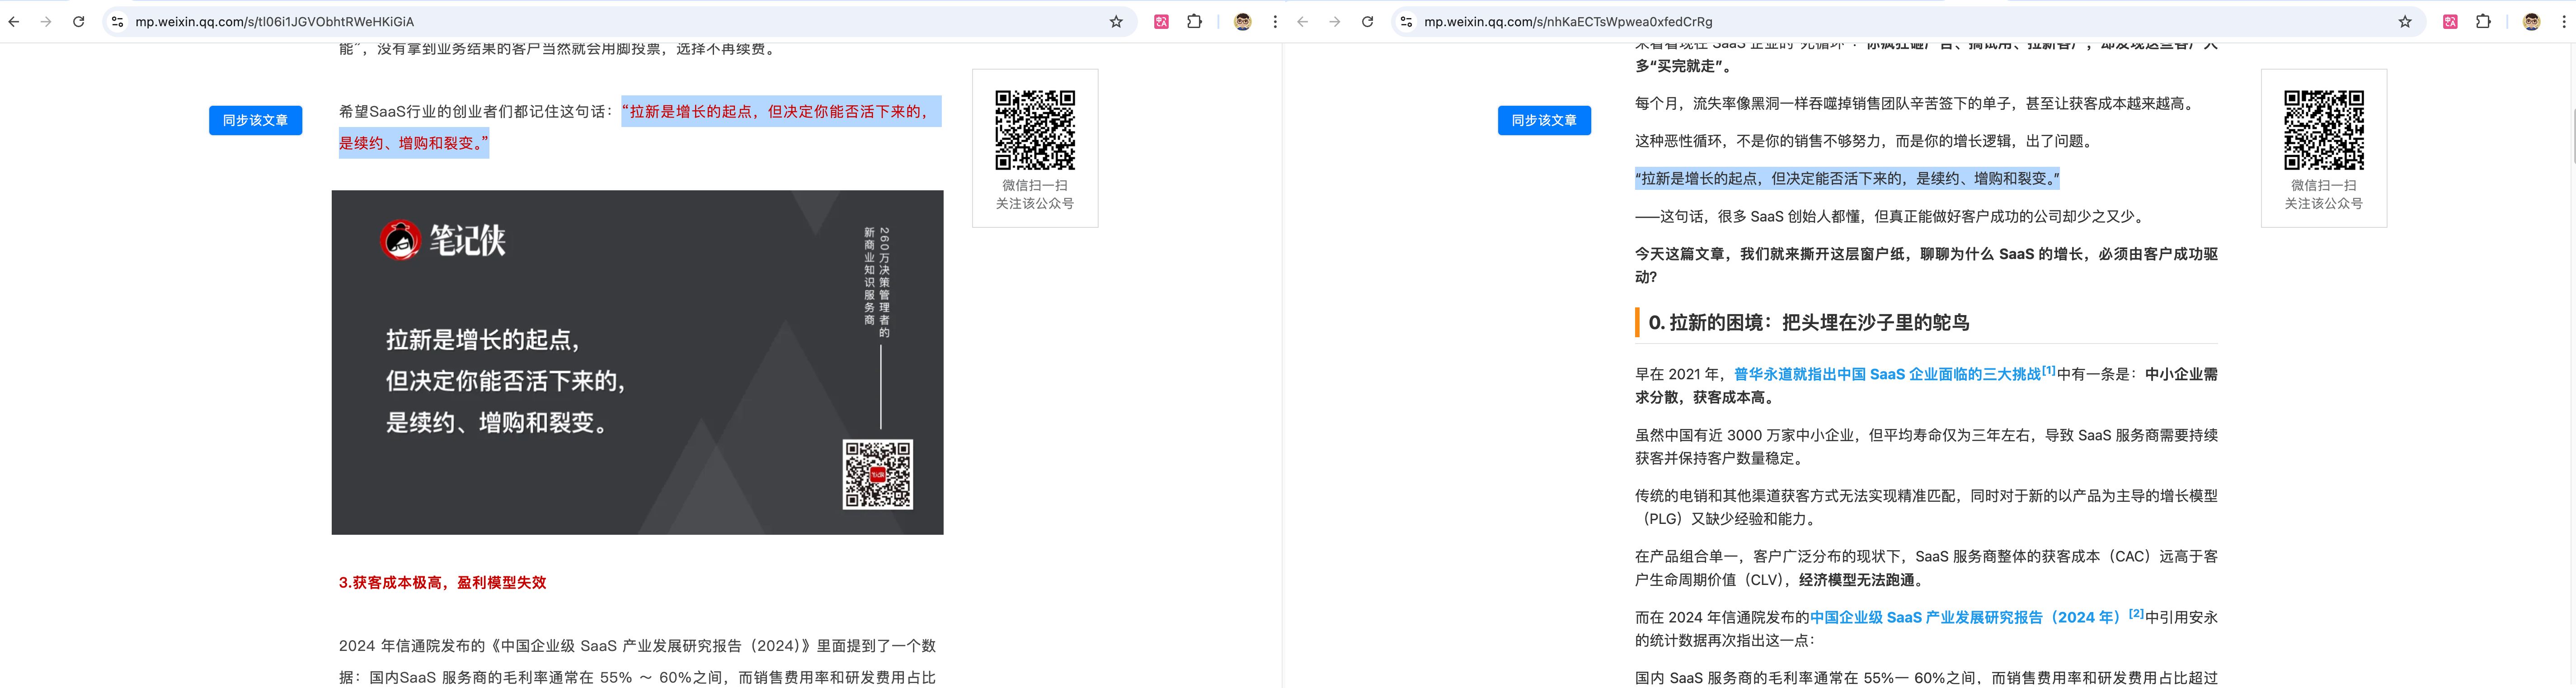 mp.weixin.qq.com/s/tl06i1JGVObhtRWeHKiGiA
能”，没有拿到业务结果的客户当然就会用脚投票，选择不再续费。
同步该文章
希望SaaS行业的创业者们都记住这句话：“拉新是增长的起点，但决定你能否活下来的，
是续约、增购和裂变。”
微信扫一扫
关注该公众号
笔记侠
260万决策管理者的
新商业知识服务商
拉新是增长的起点，
但决定你能否活下来的，
是续约、增购和裂变。
3.获客成本极高，盈利模型失效
2024 年信通院发布的《中国企业级 SaaS 产业发展研究报告（2024）》里面提到了一个数
据：国内SaaS 服务商的毛利率通常在 55% ～ 60%之间，而销售费用率和研发费用占比
mp.weixin.qq.com/s/nhKaECTsWpwea0xfedCrRg
来看看现在 SaaS 企业的“死循环”：你疯狂砸广告、搞试用、拉新客户，却发现这些客户大
多“买完就走”。
同步该文章
每个月，流失率像黑洞一样吞噬掉销售团队辛苦签下的单子，甚至让获客成本越来越高。
这种恶性循环，不是你的销售不够努力，而是你的增长逻辑，出了问题。
“拉新是增长的起点，但决定能否活下来的，是续约、增购和裂变。”
——这句话，很多 SaaS 创始人都懂，但真正能做好客户成功的公司却少之又少。
今天这篇文章，我们就来撕开这层窗户纸，聊聊为什么 SaaS 的增长，必须由客户成功驱
动？
微信扫一扫
关注该公众号
0. 拉新的困境：把头埋在沙子里的鸵鸟
早在 2021 年，普华永道就指出中国 SaaS 企业面临的三大挑战[1]中有一条是：中小企业需
求分散，获客成本高。
虽然中国有近 3000 万家中小企业，但平均寿命仅为三年左右，导致 SaaS 服务商需要持续
获客并保持客户数量稳定。
传统的电销和其他渠道获客方式无法实现精准匹配，同时对于新的以产品为主导的增长模型
（PLG）又缺少经验和能力。
在产品组合单一，客户广泛分布的现状下，SaaS 服务商整体的获客成本（CAC）远高于客
户生命周期价值（CLV），经济模型无法跑通。
而在 2024 年信通院发布的中国企业级 SaaS 产业发展研究报告（2024 年）[2]中引用安永
的统计数据再次指出这一点：
国内 SaaS 服务商的毛利率通常在 55%一 60%之间，而销售费用率和研发费用占比超过